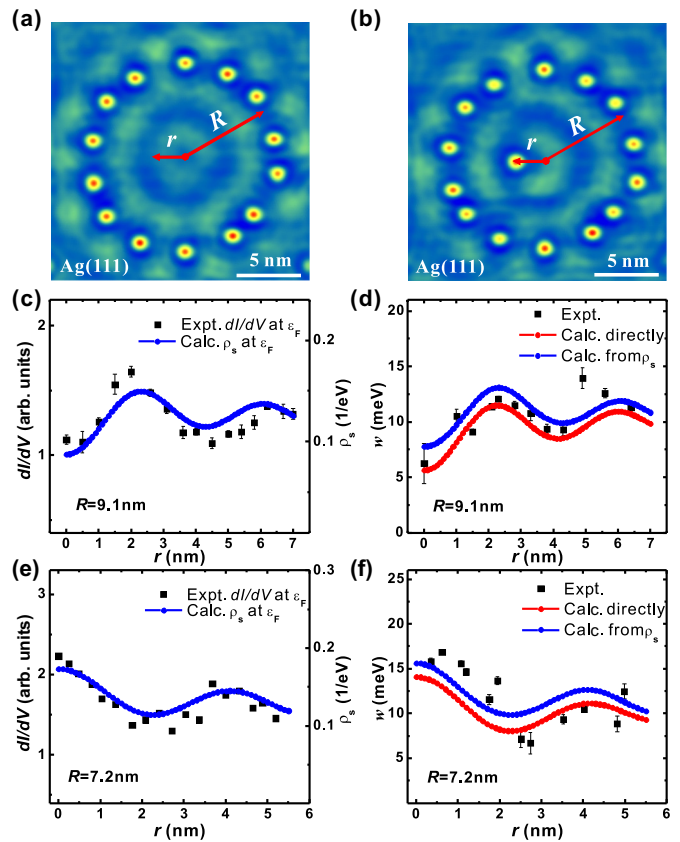 (a)
(b)
R
r
R
r
Ag(111)
5 nm
Ag(111)
5 nm
(c)
(d)
2
1
dI/dV (arb. units)
Expt. dI/dV at εF
Calc. ρs at εF
0.2
0.1
ρs (1/eV)
R=9.1nm
0 1 2 3 4 5 6 7
r (nm)
20
15
10
5
0
w (meV)
Expt.
Calc. directly
Calc. from ρs
R=9.1nm
0 1 2 3 4 5 6 7
r (nm)
(e)
(f)
3
2
1
dI/dV (arb. units)
Expt. dI/dV at εF
Calc. ρs at εF
0.3
0.2
0.1
ρs (1/eV)
R=7.2nm
0 1 2 3 4 5 6
r (nm)
25
20
15
10
5
0
w (meV)
Expt.
Calc. directly
Calc. from ρs
R=7.2nm
0 1 2 3 4 5 6
r (nm)